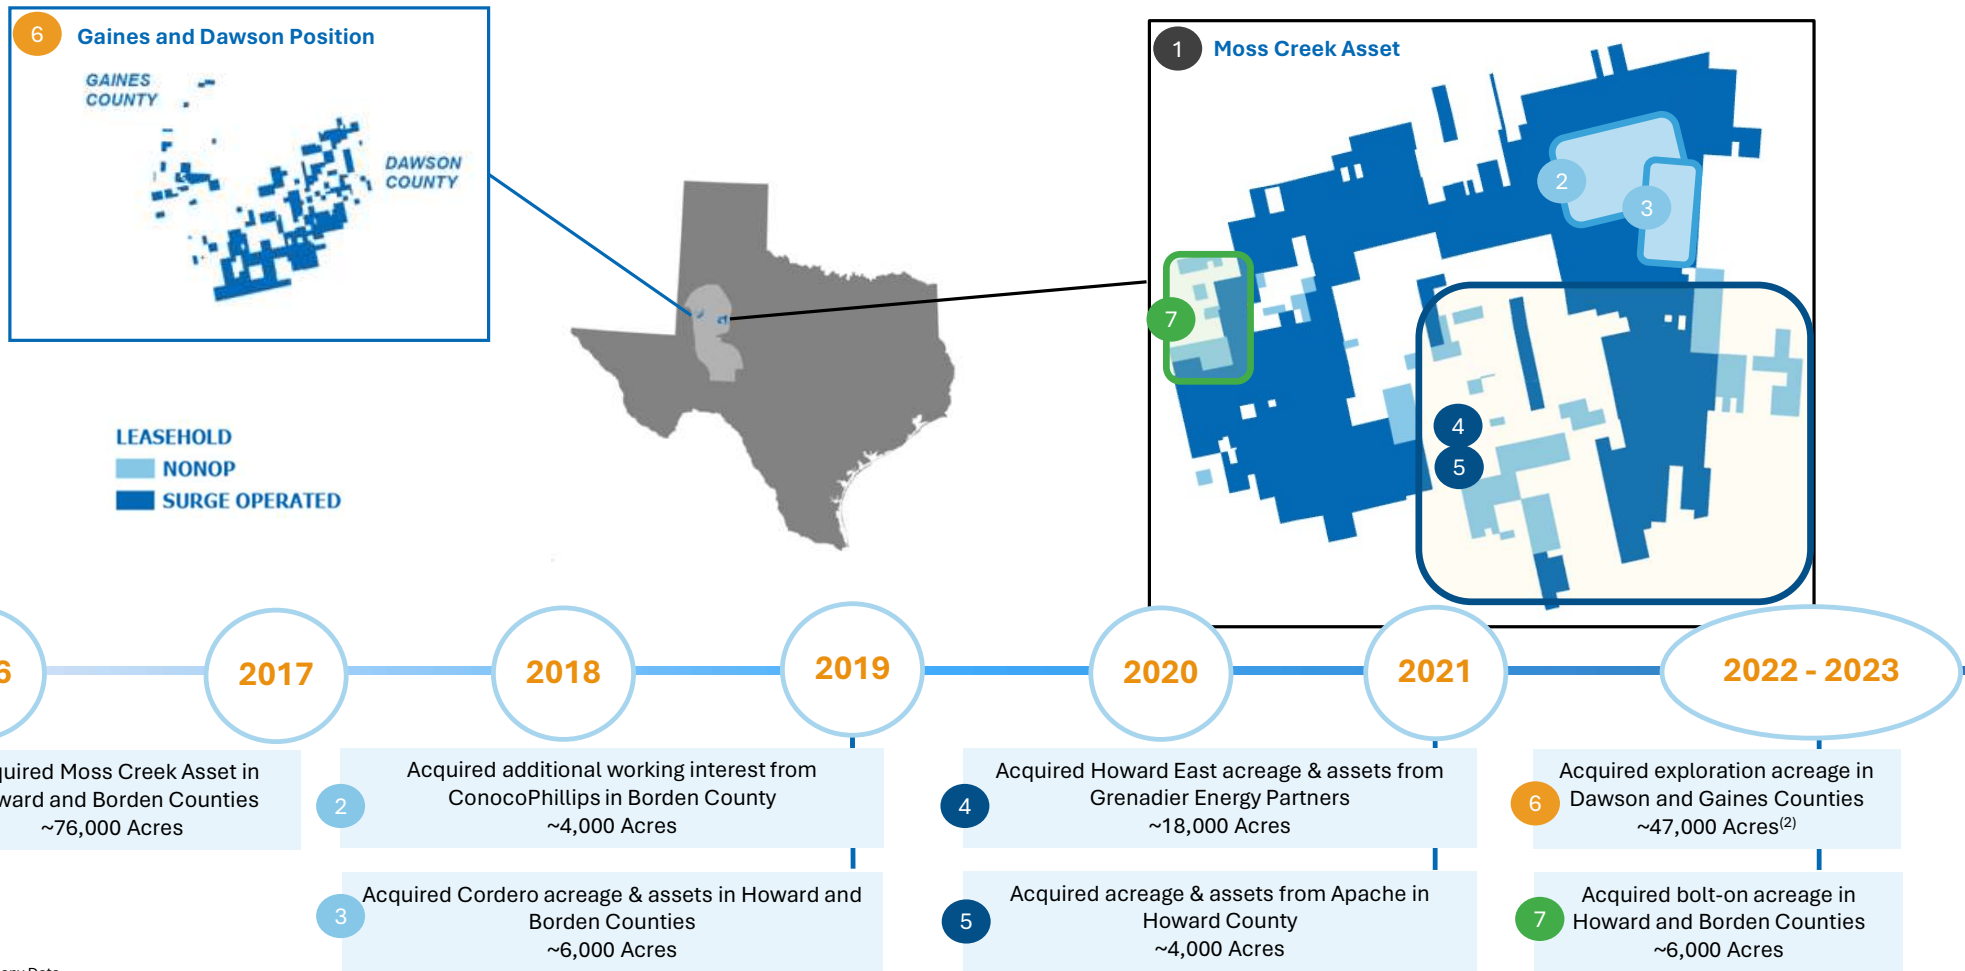 6 Gaines and Dawson Position
GAINES
COUNTY
DAWSON
COUNTY
LEASEHOLD
NONOP
SURGE OPERATED
1 Moss Creek Asset
2
3
7
4
5
6
2017
2018
2019
2020
2021
2022 - 2023
quired Moss Creek Asset in
ward and Borden Counties
~76,000 Acres
2
Acquired additional working interest from
ConocoPhillips in Borden County
~4,000 Acres
3
Acquired Cordero acreage & assets in Howard and
Borden Counties
~6,000 Acres
4
Acquired Howard East acreage & assets from
Grenadier Energy Partners
~18,000 Acres
5
Acquired acreage & assets from Apache in
Howard County
~4,000 Acres
6
Acquired exploration acreage in
Dawson and Gaines Counties
~47,000 Acres(2)
7
Acquired bolt-on acreage in
Howard and Borden Counties
~6,000 Acres